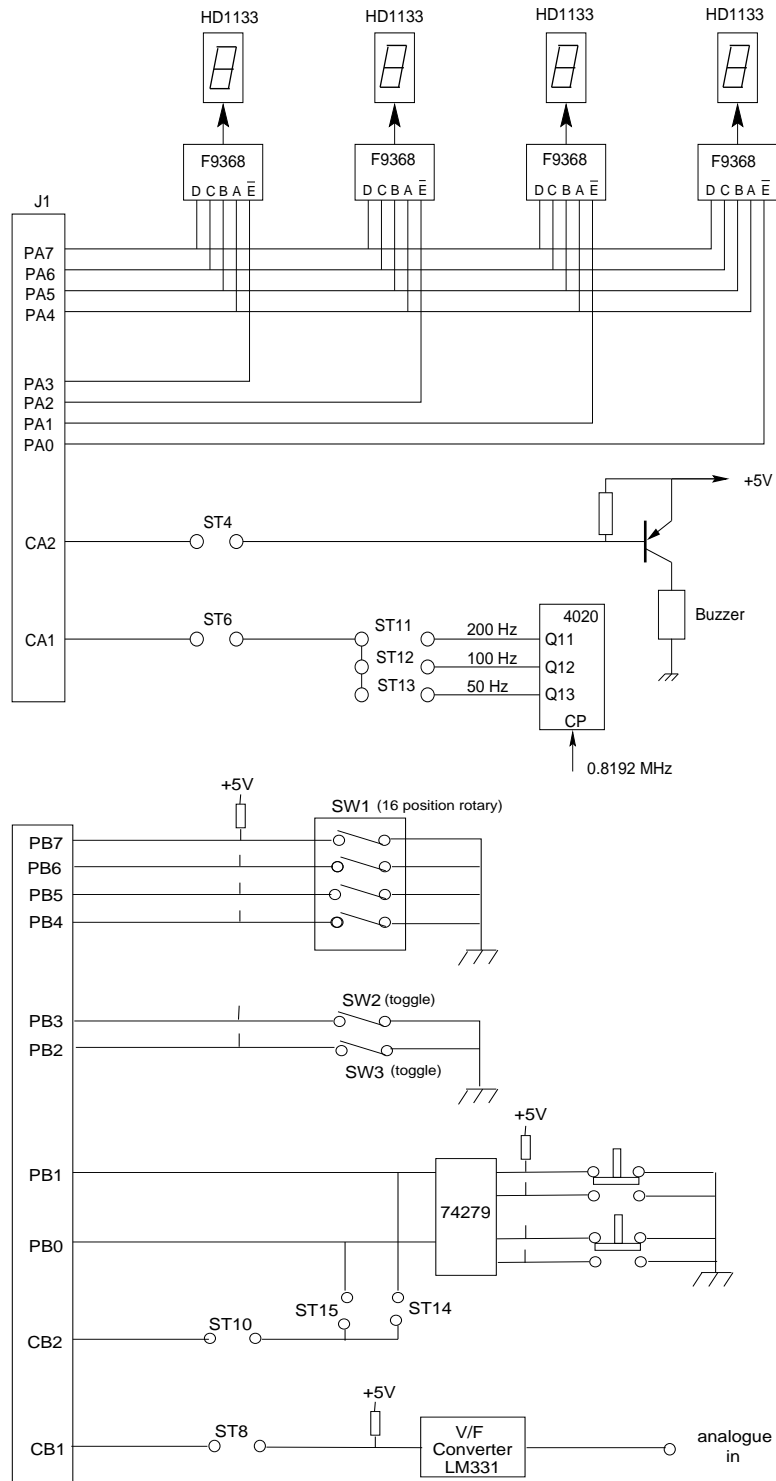 HD1133 HD1133 HD1133 HD1133
F9368 F9368 F9368 F9368
D C B A E̅ D C B A E̅ D C B A E̅ D C B A E̅
J1
PA7
PA6
PA5
PA4
PA3
PA2
PA1
PA0
+5V
ST4
CA2
Buzzer
4020
CA1 ST6 ST11 200 Hz Q11
ST12 100 Hz Q12
ST13 50 Hz Q13
CP
0.8192 MHz
+5V
SW1 (16 position rotary)
PB7
PB6
PB5
PB4
SW2 (toggle)
PB3
PB2
SW3 (toggle)
+5V
PB1
74279
PB0
ST15 ST14
ST10
CB2
+5V
ST8
V/F
Converter
LM331
analogue
in
CB1